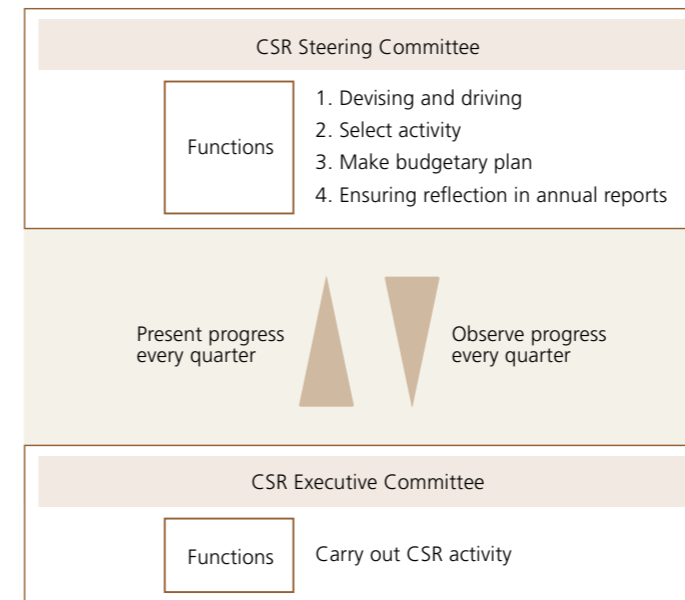 CSR Steering Committee
Functions
1. Devising and driving
2. Select activity
3. Make budgetary plan
4. Ensuring reflection in annual reports
Present progress
every quarter
Observe progress
every quarter
CSR Executive Committee
Functions
Carry out CSR activity